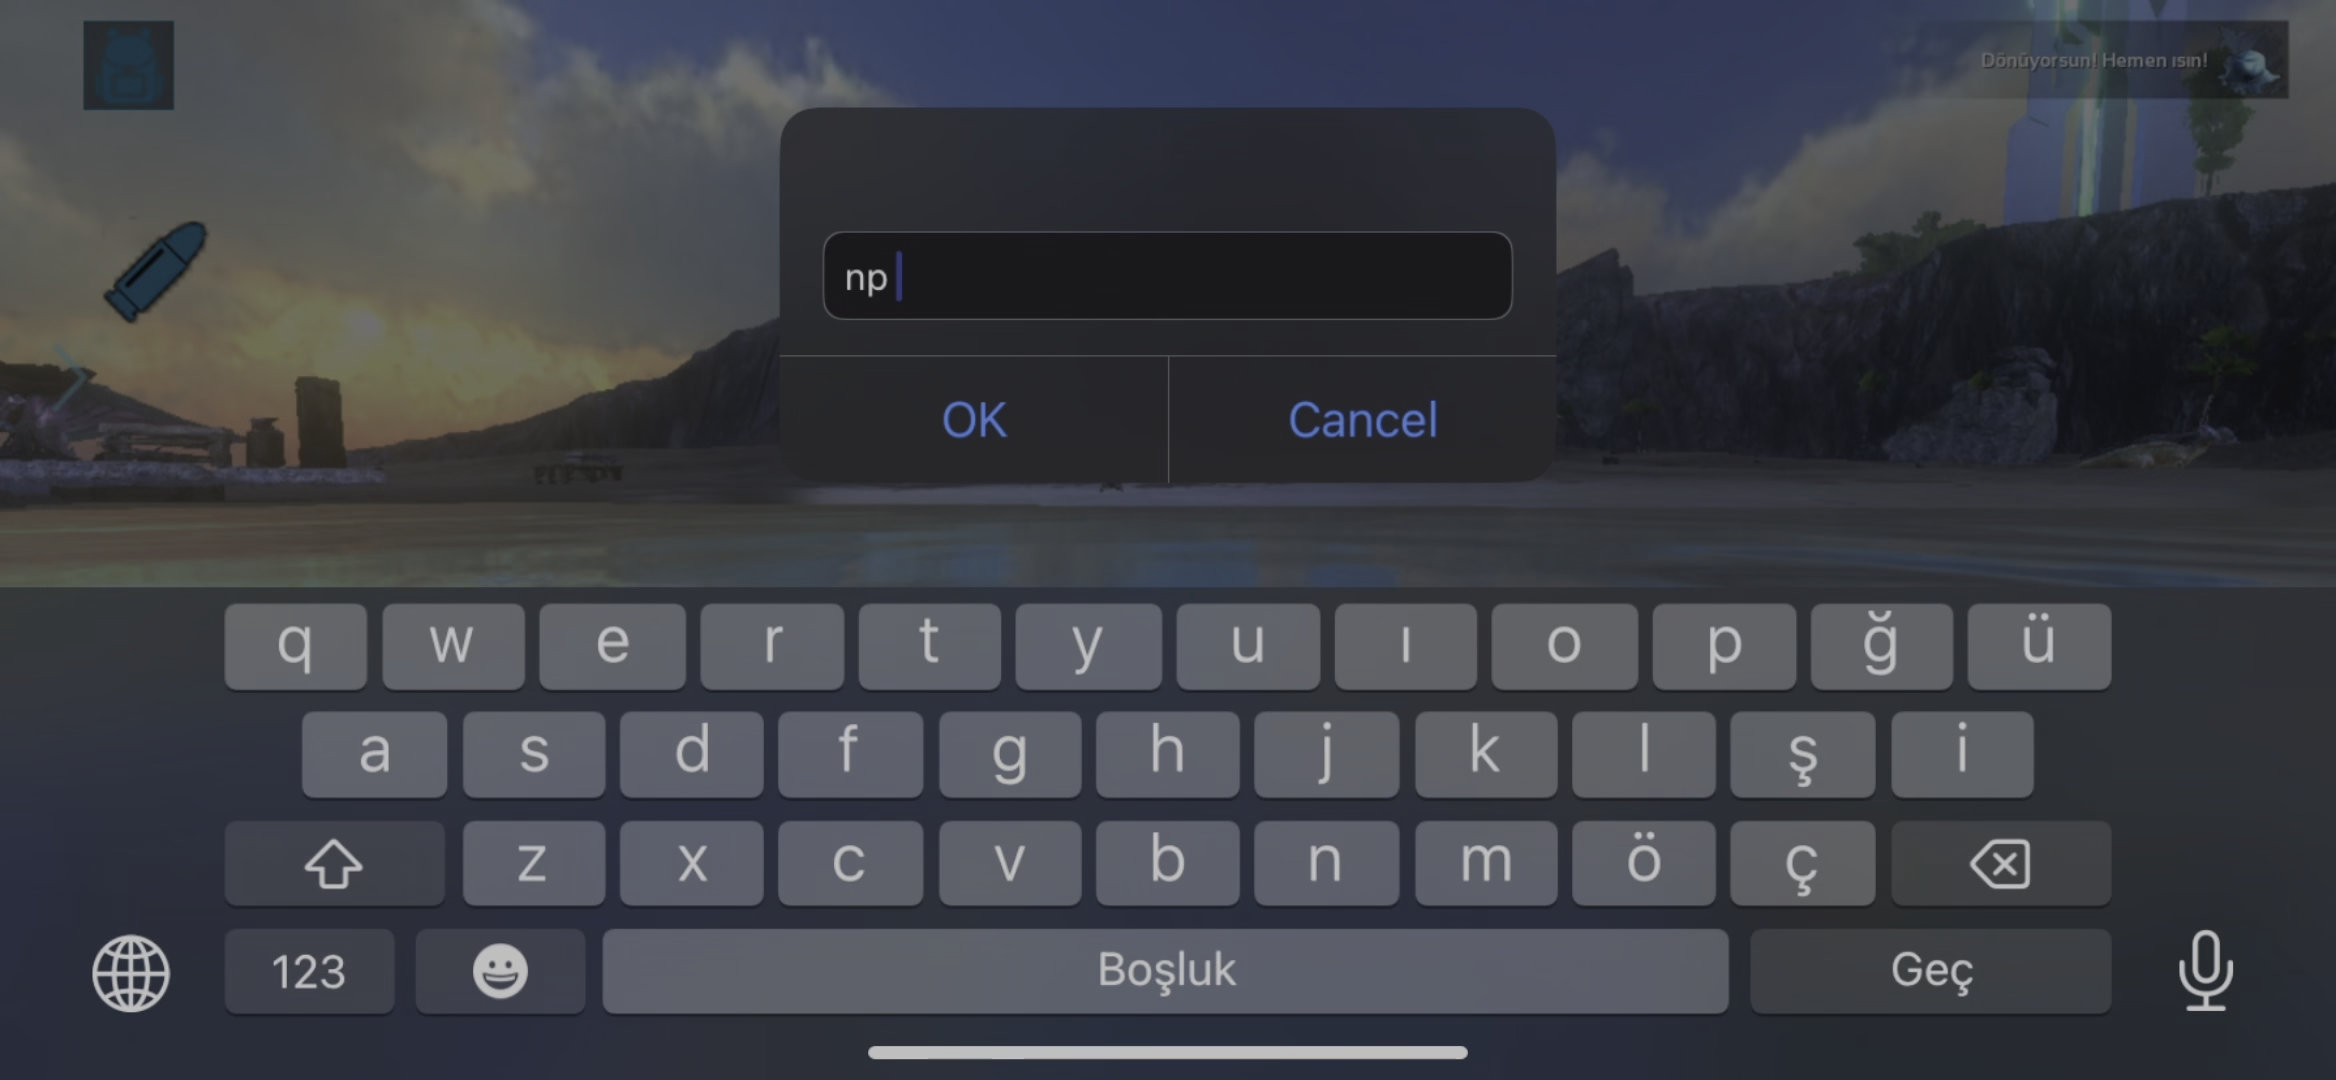 Dönüyorsun! Hemen ısın!
np
OK
Cancel
q w e r t y u ı o p ğ ü
a s d f g h j k l ş i
z x c v b n m ö ç
123
Boşluk
Geç